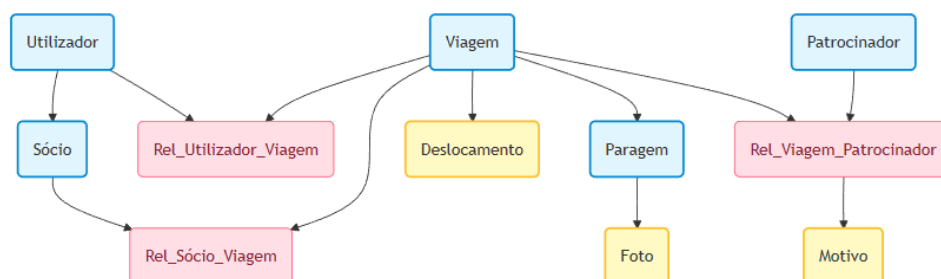 Utilizador
Viagem
Patrocinador
Sócio
Rel_Utilizador_Viagem
Deslocamento
Paragem
Rel_Viagem_Patrocinador
Rel_Sócio_Viagem
Foto
Motivo